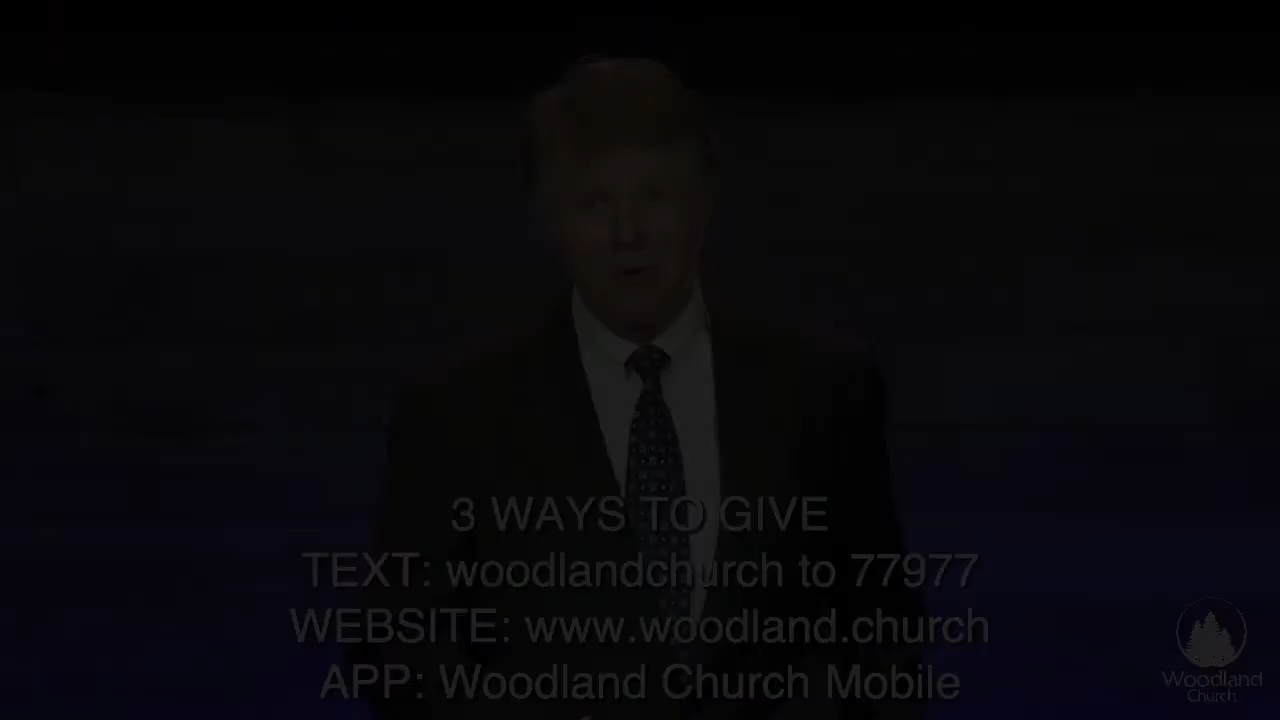 3 WAYS TO GIVE
TEXT: woodlandchurch to 77977
WEBSITE: www.woodland.church
APP: Woodland Church Mobile
Woodland
Church